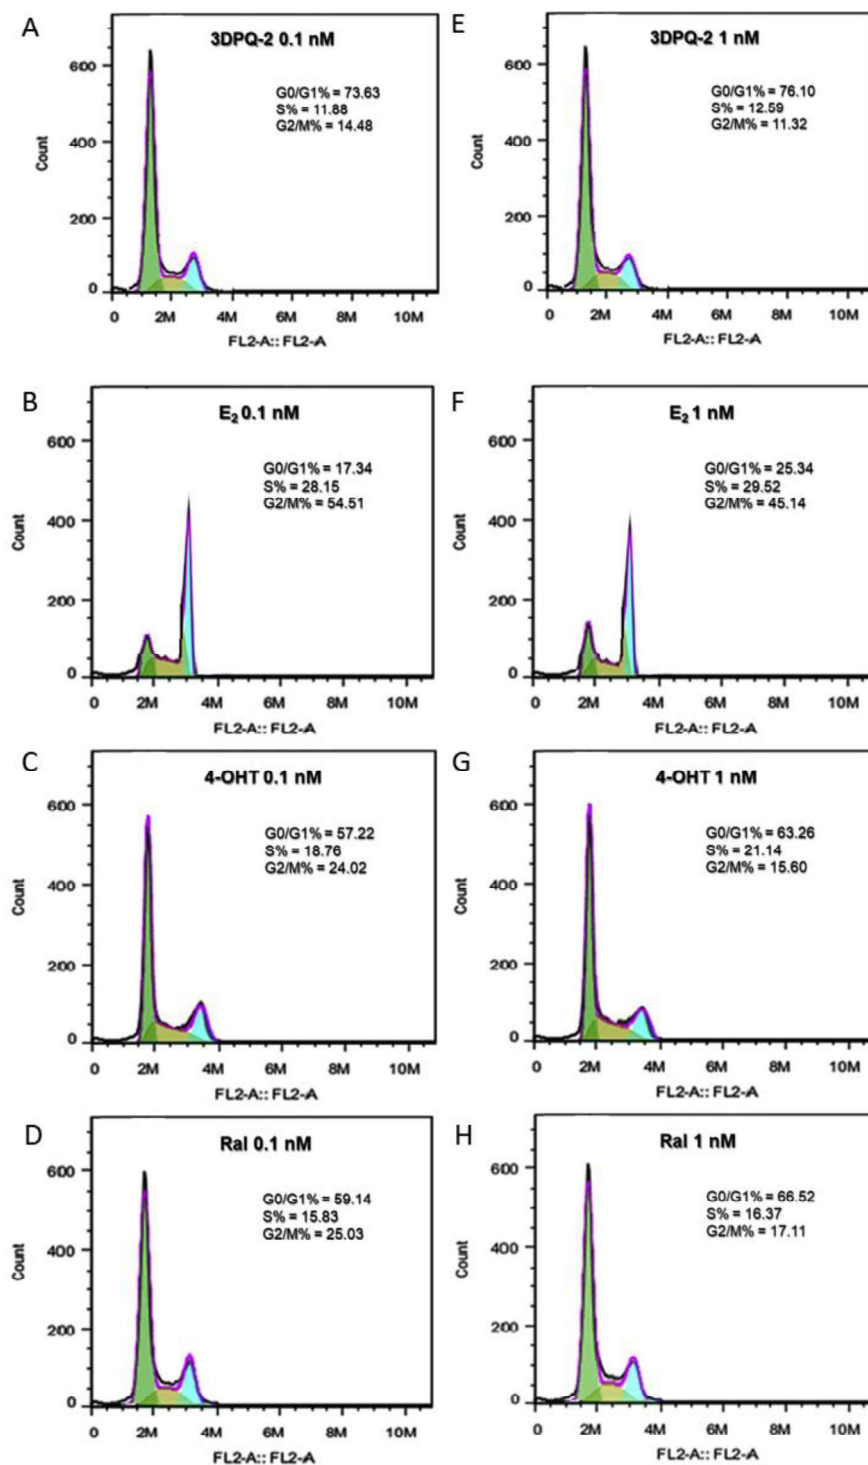 A
3DPQ-2 0.1 nM
G0/G1% = 73.63
S% = 11.88
G2/M% = 14.48
Count
600
400
200
0
0 2M 4M 6M 8M 10M
FL2-A:: FL2-A
E
3DPQ-2 1 nM
G0/G1% = 76.10
S% = 12.59
G2/M% = 11.32
Count
600
400
200
0
0 2M 4M 6M 8M 10M
FL2-A:: FL2-A
B
E₂ 0.1 nM
G0/G1% = 17.34
S% = 28.15
G2/M% = 54.51
Count
600
400
200
0
0 2M 4M 6M 8M 10M
FL2-A:: FL2-A
F
E₂ 1 nM
G0/G1% = 25.34
S% = 29.52
G2/M% = 45.14
Count
600
400
200
0
0 2M 4M 6M 8M 10M
FL2-A:: FL2-A
C
4-OHT 0.1 nM
G0/G1% = 57.22
S% = 18.76
G2/M% = 24.02
Count
600
400
200
0
0 2M 4M 6M 8M 10M
FL2-A:: FL2-A
G
4-OHT 1 nM
G0/G1% = 63.26
S% = 21.14
G2/M% = 15.60
Count
600
400
200
0
0 2M 4M 6M 8M 10M
FL2-A:: FL2-A
D
Ral 0.1 nM
G0/G1% = 59.14
S% = 15.83
G2/M% = 25.03
Count
600
400
200
0
0 2M 4M 6M 8M 10M
FL2-A:: FL2-A
H
Ral 1 nM
G0/G1% = 66.52
S% = 16.37
G2/M% = 17.11
Count
600
400
200
0
0 2M 4M 6M 8M 10M
FL2-A:: FL2-A